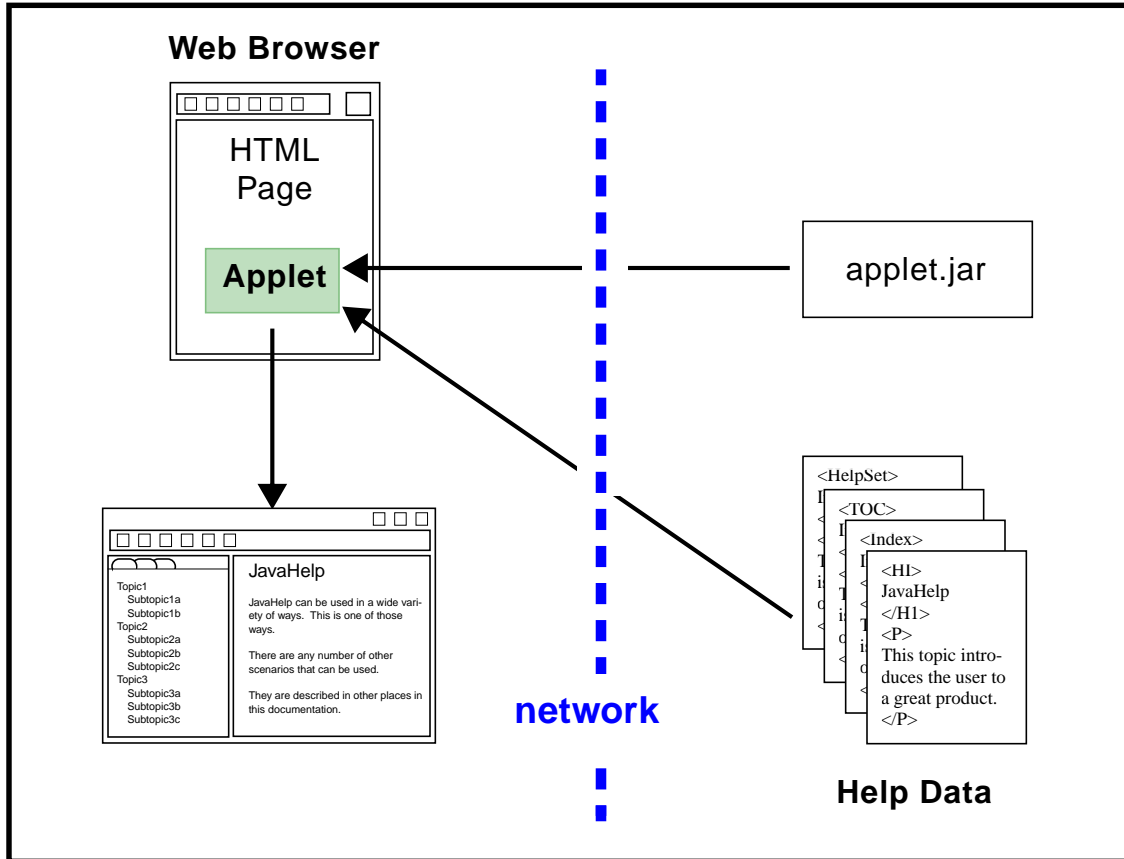 Web Browser
HTML
Page
Applet
applet.jar
JavaHelp
Topic1
Subtopic1a
Subtopic1b
Topic2
Subtopic2a
Subtopic2b
Subtopic2c
Topic3
Subtopic3a
Subtopic3b
Subtopic3c
JavaHelp can be used in a wide vari-
ety of ways. This is one of those
ways.
There are any number of other
scenarios that can be used.
They are described in other places in
this documentation.
network
<HelpSet>
<
<
<TOC>
<
<
<
<Index>
<
<
<
<HI>
JavaHelp
</H1>
<P>
This topic intro-
duces the user to
a great product.
</P>
Help Data